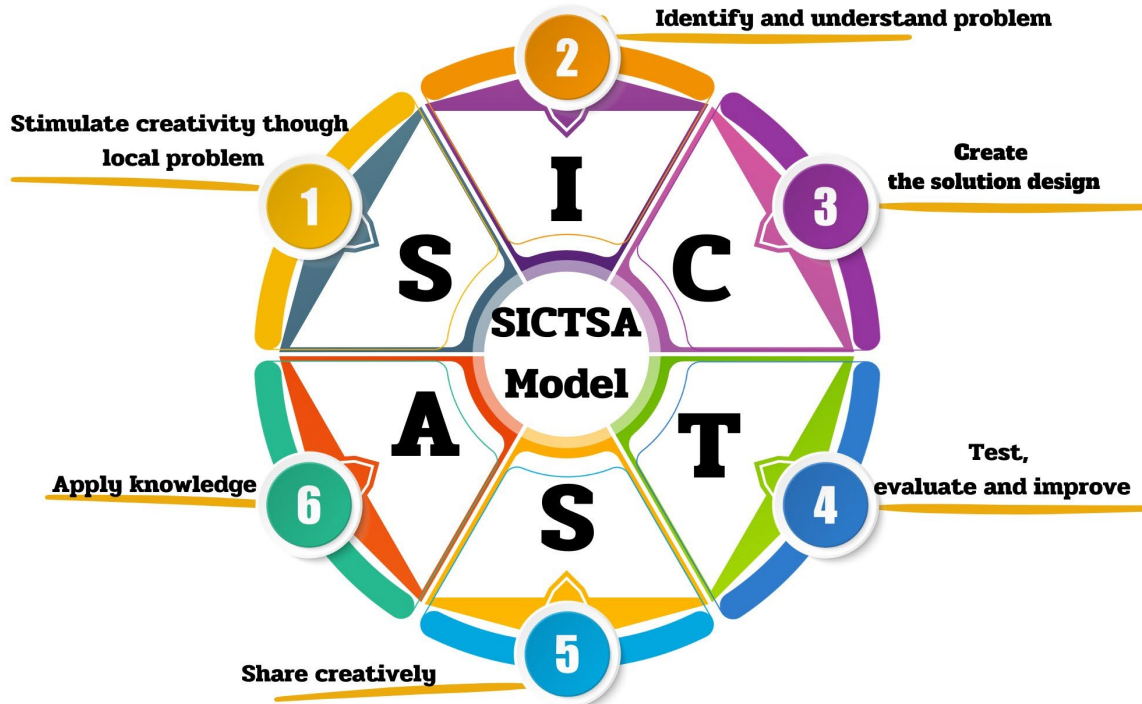 2
Identify and understand problem
Stimulate creativity though
local problem
1
I
3
Create
the solution design
S
C
SICTSA
Model
A
T
Apply knowledge
6
S
4
Test,
evaluate and improve
5
Share creatively